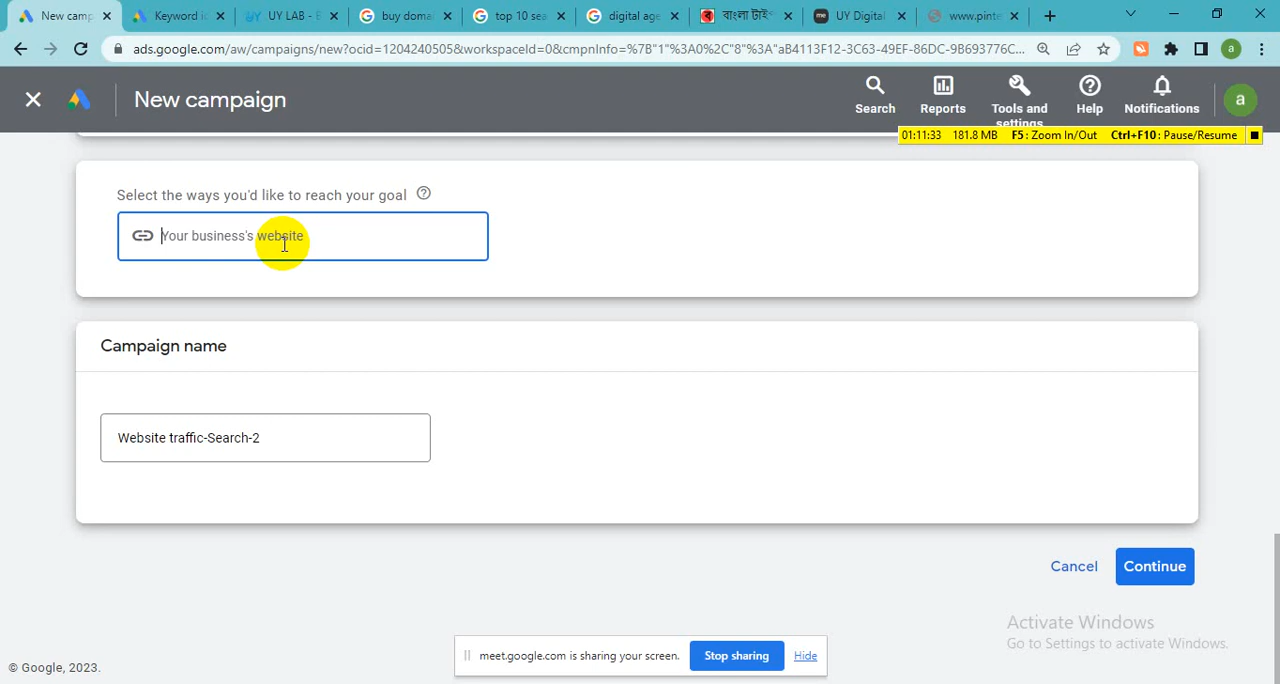 New camp
Keyword i
UY LAB - E
buy doma
top 10 sea
digital age
বাংলা টাইপ
UY Digital
www.pinte
ads.google.com/aw/campaigns/new?ocid=1204240505&workspaceId=0&cmpnInfo=%7B"1"%3A0%2C"8"%3A"aB4113F12-3C63-49EF-86DC-9B693776C...
a
New campaign
Search
Reports
Tools and
settings
Help
Notifications
a
01:11:33 181.8 MB F5: Zoom In/Out Ctrl+F10: Pause/Resume
Select the ways you'd like to reach your goal
Your business's website
Campaign name
Website traffic-Search-2
Cancel
Continue
Activate Windows
Go to Settings to activate Windows.
meet.google.com is sharing your screen.
Stop sharing
Hide
© Google, 2023.